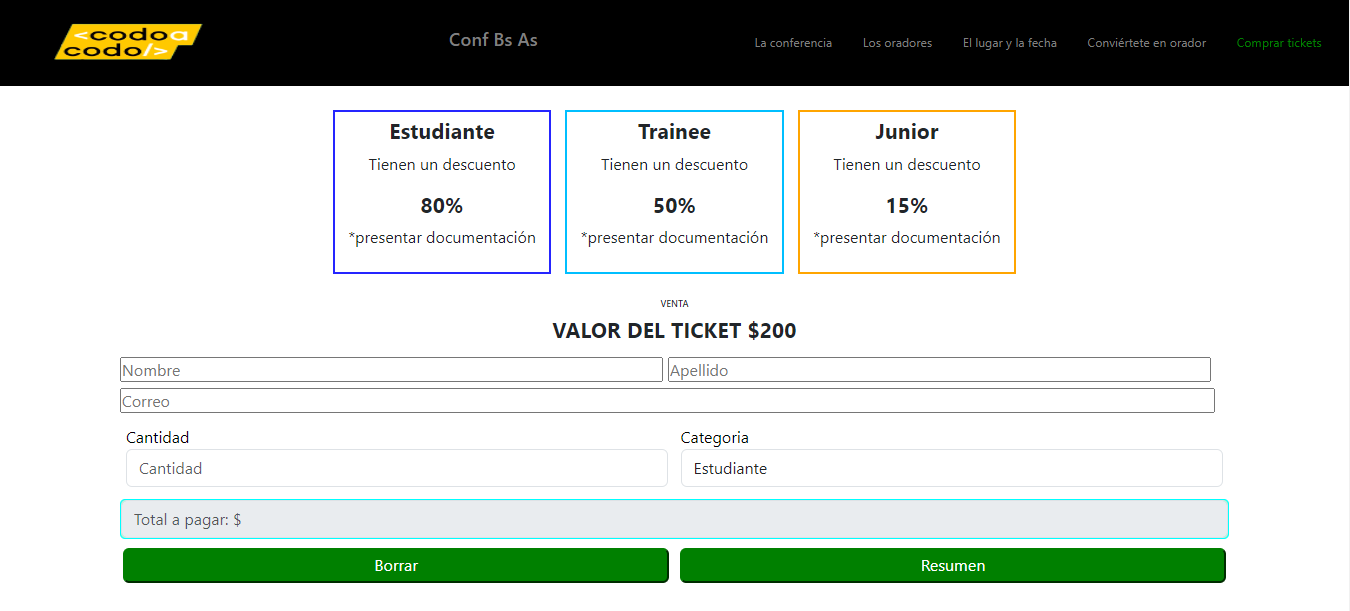 <codoa
codo/>
Conf Bs As
La conferencia
Los oradores
El lugar y la fecha
Conviértete en orador
Comprar tickets
Estudiante
Tienen un descuento
80%
*presentar documentación
Trainee
Tienen un descuento
50%
*presentar documentación
Junior
Tienen un descuento
15%
*presentar documentación
VENTA
VALOR DEL TICKET $200
Nombre
Apellido
Correo
Cantidad
Categoria
Cantidad
Estudiante
Total a pagar: $
Borrar
Resumen